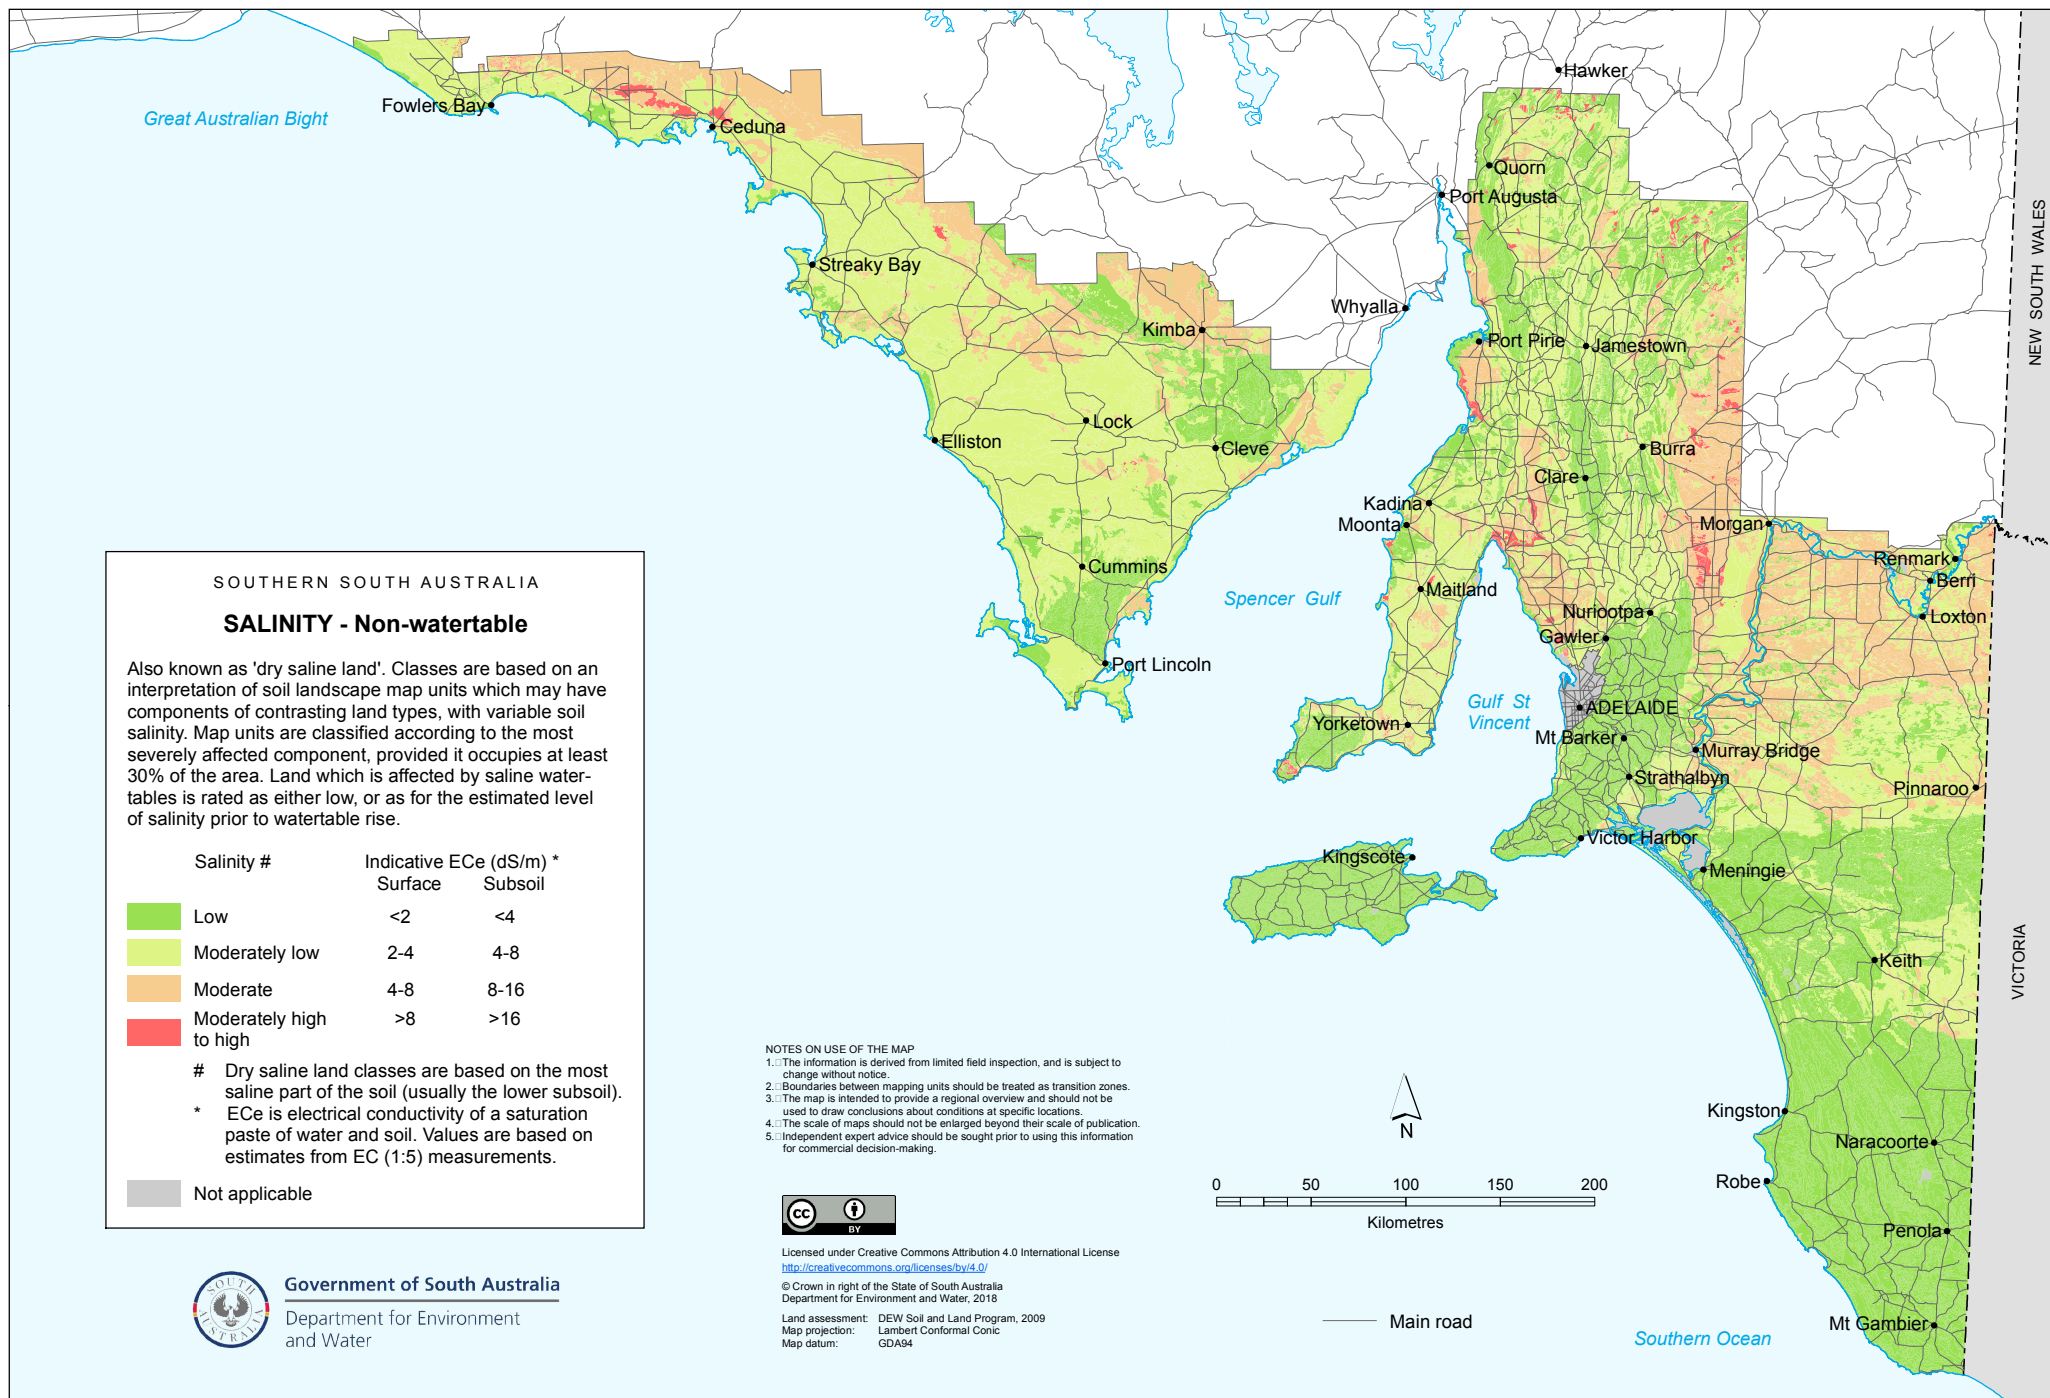 Great Australian Bight
Fowlers Bay
Ceduna
Streaky Bay
Elliston
Lock
Kimba
Cleve
Cummins
Port Lincoln
Whyalla
Hawker
Quorn
Port Augusta
Port Pirie
Jamestown
Burra
Clare
Kadina
Moonta
Maitland
Morgan
Renmark
Berri
Loxton
Nuriootpa
Gawler
Spencer Gulf
Gulf St
Vincent
ADELAIDE
Yorketown
Mt Barker
Murray Bridge
Strathalbyn
Pinnaroo
Victor Harbor
Kingscote
Meningie
Keith
Kingston
Naracoorte
Robe
Penola
Mt Gambier
Southern Ocean
NEW SOUTH WALES
VICTORIA
SOUTHERN SOUTH AUSTRALIA
SALINITY - Non-watertable
Also known as 'dry saline land'. Classes are based on an
interpretation of soil landscape map units which may have
components of contrasting land types, with variable soil
salinity. Map units are classified according to the most
severely affected component, provided it occupies at least
30% of the area. Land which is affected by saline water-
tables is rated as either low, or as for the estimated level
of salinity prior to watertable rise.
Salinity # Indicative ECe (dS/m) *
Surface Subsoil
Low <2 <4
Moderately low 2-4 4-8
Moderate 4-8 8-16
Moderately high >8 >16
to high
# Dry saline land classes are based on the most
saline part of the soil (usually the lower subsoil).
* ECe is electrical conductivity of a saturation
paste of water and soil. Values are based on
estimates from EC (1:5) measurements.
Not applicable
SOUTH AUSTRALIA
Government of South Australia
Department for Environment
and Water
NOTES ON USE OF THE MAP
1. The information is derived from limited field inspection, and is subject to
change without notice.
2. Boundaries between mapping units should be treated as transition zones.
3. The map is intended to provide a regional overview and should not be
used to draw conclusions about conditions at specific locations.
4. The scale of maps should not be enlarged beyond their scale of publication.
5. Independent expert advice should be sought prior to using this information
for commercial decision-making.
cc
BY
Licensed under Creative Commons Attribution 4.0 International License
http://creativecommons.org/licenses/by/4.0/
© Crown in right of the State of South Australia
Department for Environment and Water, 2018
Land assessment: DEW Soil and Land Program, 2009
Map projection: Lambert Conformal Conic
Map datum: GDA94
N
0 50 100 150 200
Kilometres
Main road